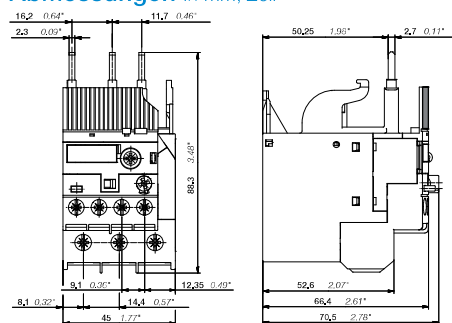 Abmessungen in mm, Zoll
16.2 0.64" 11.7 0.46"
2.3 0.09"
50.25 1.98" 2.7 0.11"
88.3 3.48"
9.1 0.36" 12.35 0.49"
8.1 0.32" 14.4 0.57"
45 1.77"
52.6 2.07"
66.4 2.61"
70.5 2.78"